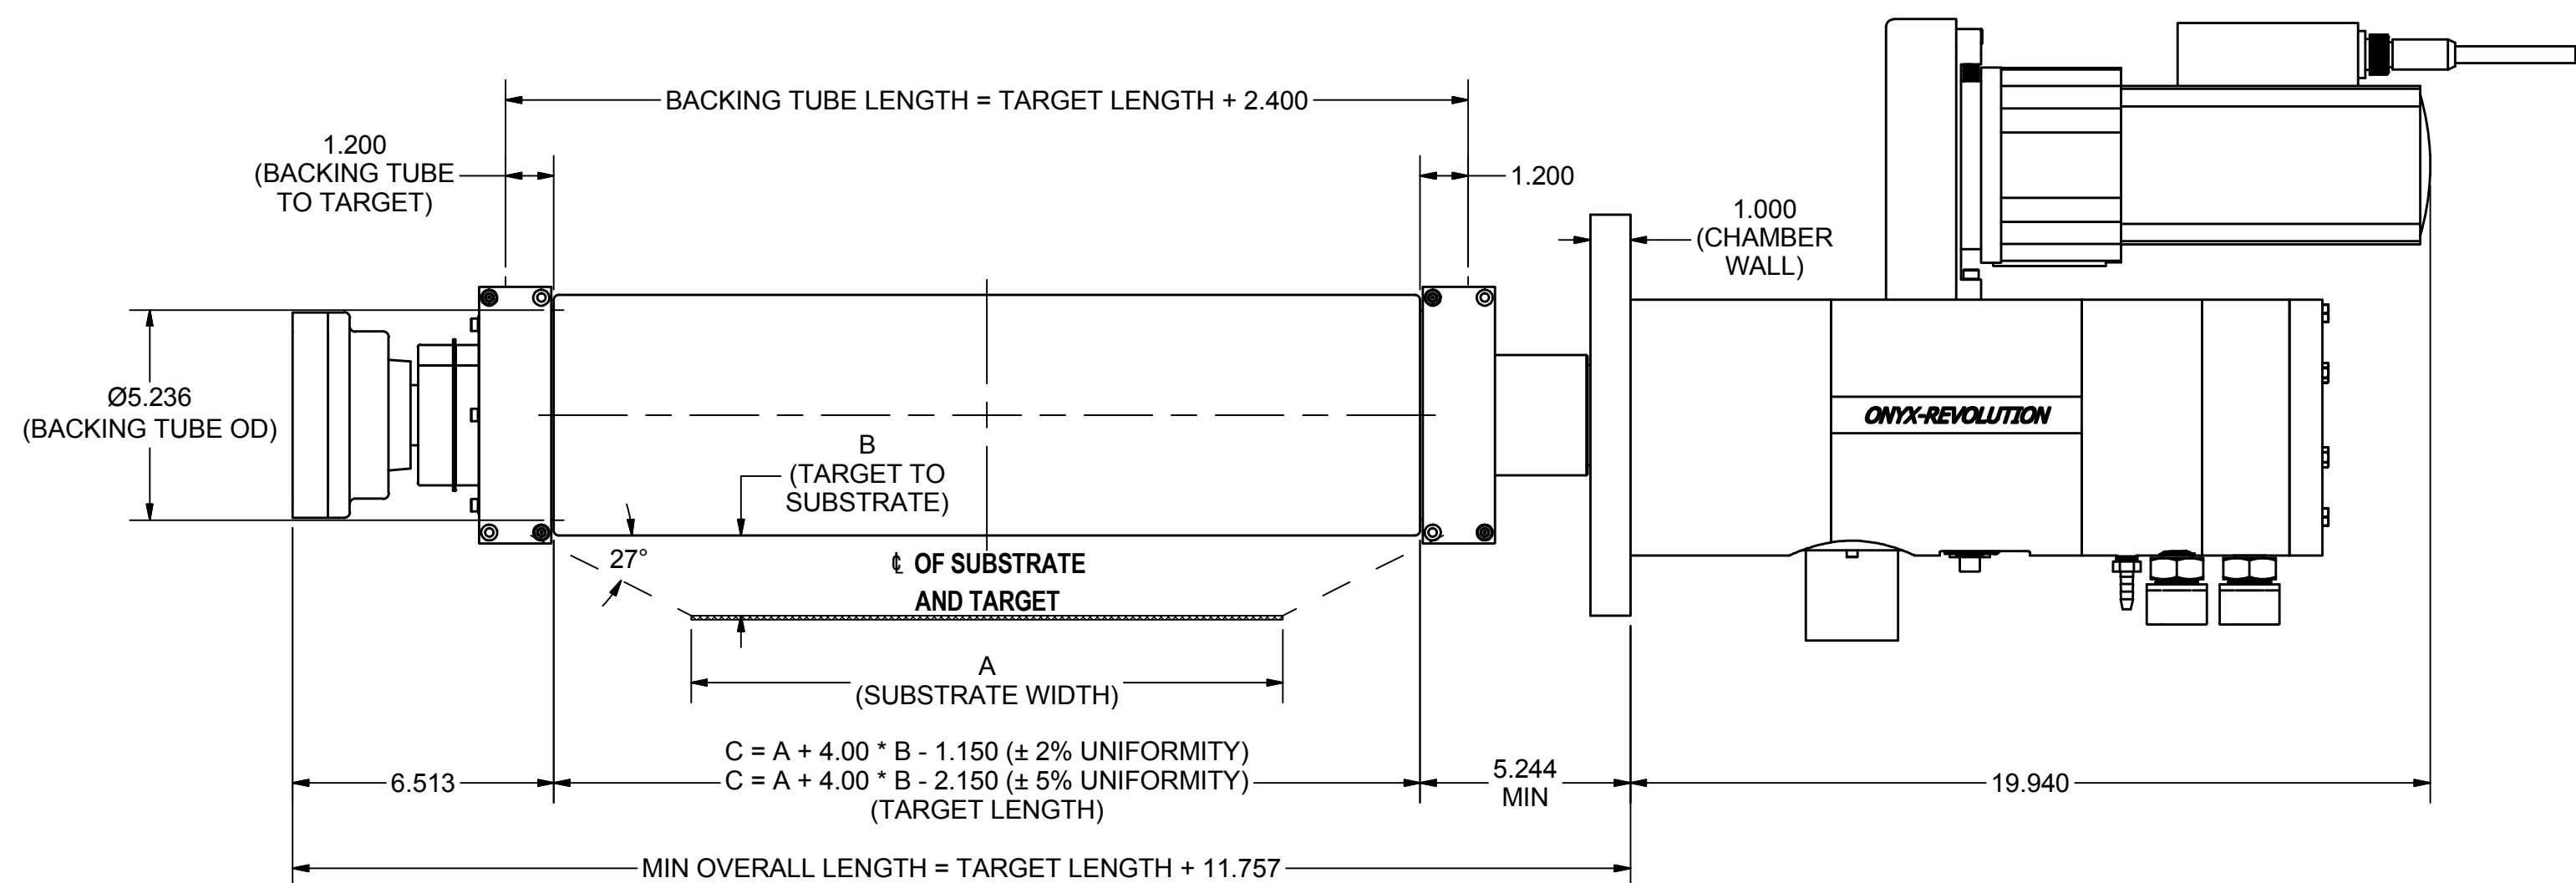 BACKING TUBE LENGTH = TARGET LENGTH + 2.400
1.200
(BACKING TUBE
TO TARGET)
1.200
1.000
(CHAMBER
WALL)
Ø5.236
(BACKING TUBE OD)
ONYX-REVOLUTION
B
(TARGET TO
SUBSTRATE)
27°
℄ OF SUBSTRATE
AND TARGET
A
(SUBSTRATE WIDTH)
C = A + 4.00 * B - 1.150 (± 2% UNIFORMITY)
C = A + 4.00 * B - 2.150 (± 5% UNIFORMITY)
(TARGET LENGTH)
6.513
5.244
MIN
19.940
MIN OVERALL LENGTH = TARGET LENGTH + 11.757